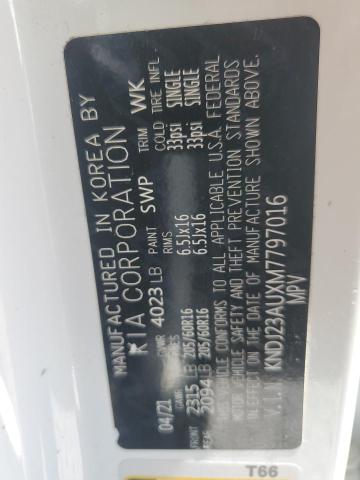 MANUFACTURED IN KOREA BY
KIA CORPORATION
04/21 GVWR 4023 LB PAINT SWP TRIM WK
GAWR TIRES RIMS COLD TIRE INFL
FRONT 2315 LB 205/60R16 6.5JX16 33psi SINGLE
REAR 2094 LB 205/60R16 6.5JX16 33psi SINGLE
THIS VEHICLE CONFORMS TO ALL APPLICABLE U.S.A. FEDERAL
MOTOR VEHICLE SAFETY AND THEFT PREVENTION STANDARDS
IN EFFECT ON THE DATE OF MANUFACTURE SHOWN ABOVE.
V.I.N KNDJ23AUXM7797016
MPV
T66